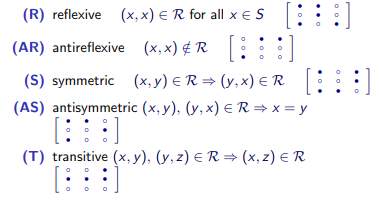 (R) reflexive (x, x) ∈ R for all x ∈ S [• • ◦ • • ◦ • • ◦]
(AR) antireflexive (x, x) ∉ R
(S) symmetric (x, y) ∈ R ⇒ (y, x) ∈ R
(AS) antisymmetric (x, y), (y, x) ∈ R ⇒ x = y
(T) transitive (x, y), (y, z) ∈ R ⇒ (x, z) ∈ R